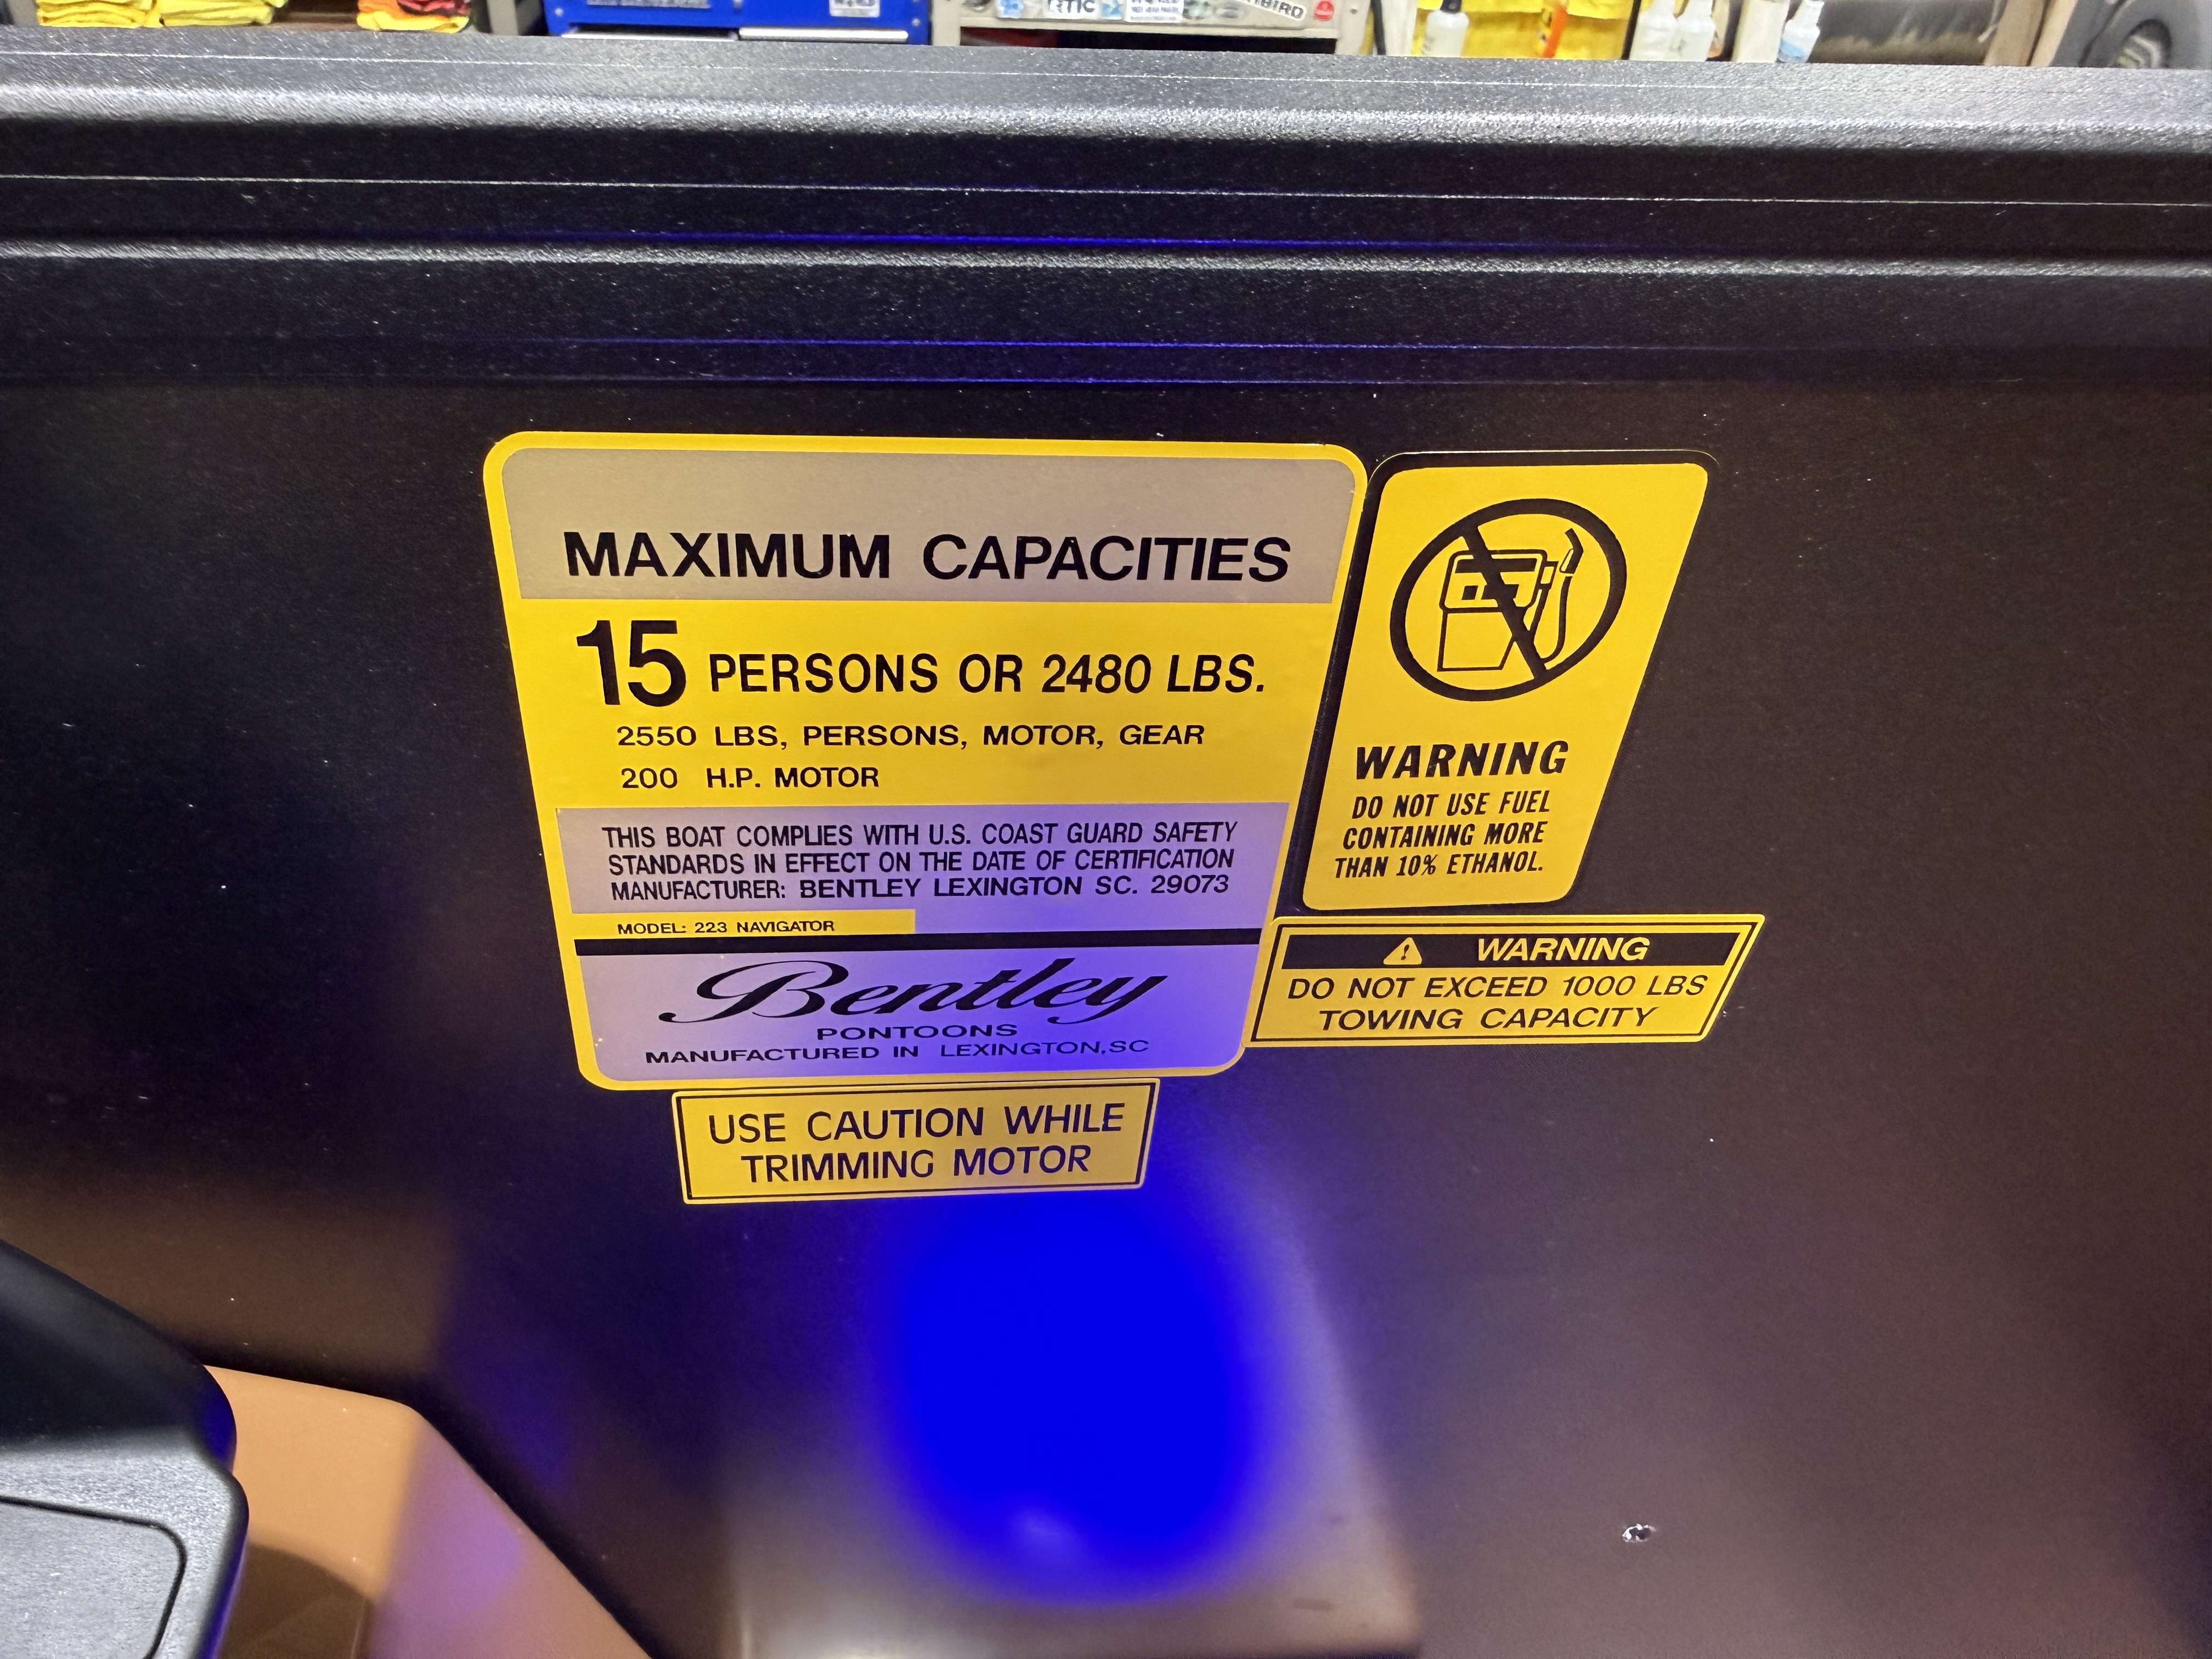 RTIC
MAXIMUM CAPACITIES
15 PERSONS OR 2480 LBS.
2550 LBS, PERSONS, MOTOR, GEAR
200 H.P. MOTOR
THIS BOAT COMPLIES WITH U.S. COAST GUARD SAFETY
STANDARDS IN EFFECT ON THE DATE OF CERTIFICATION
MANUFACTURER: BENTLEY LEXINGTON SC. 29073
MODEL: 223 NAVIGATOR
Bentley
PONTOONS
MANUFACTURED IN LEXINGTON,SC
WARNING
DO NOT USE FUEL
CONTAINING MORE
THAN 10% ETHANOL.
WARNING
DO NOT EXCEED 1000 LBS
TOWING CAPACITY
USE CAUTION WHILE
TRIMMING MOTOR